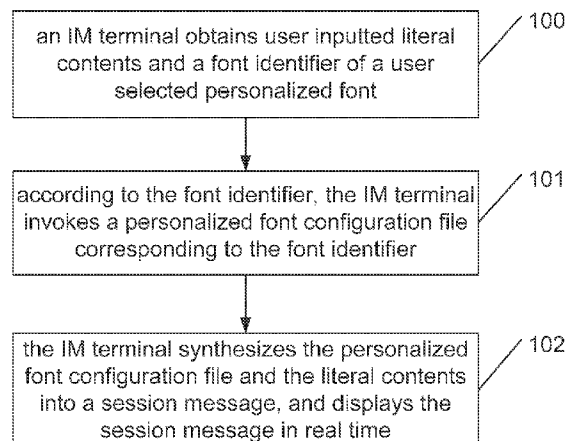 an IM terminal obtains user inputted literal
contents and a font identifier of a user
selected personalized font
100
according to the font identifier, the IM terminal
invokes a personalized font configuration file
corresponding to the font identifier
101
the IM terminal synthesizes the personalized
font configuration file and the literal contents
into a session message, and displays the
session message in real time
102